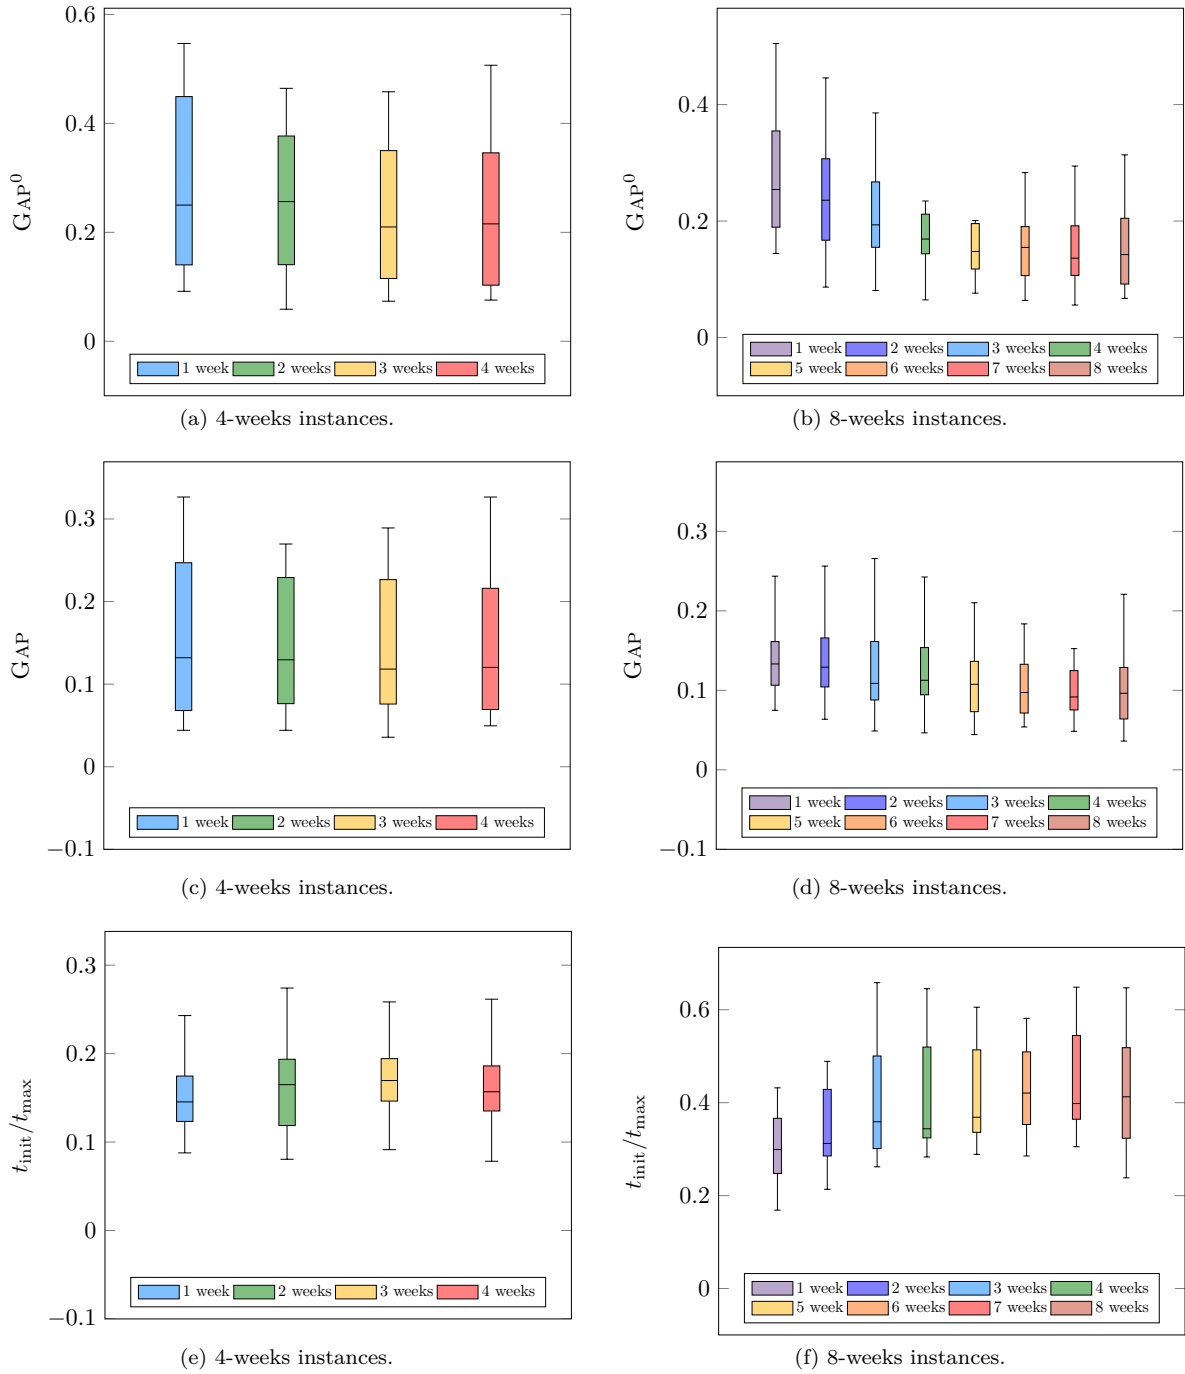 0.6
0.4
0.2
0
GAP⁰
1 week 2 weeks 3 weeks 4 weeks
(a) 4-weeks instances.
0.4
0.2
0
GAP⁰
1 week 2 weeks 3 weeks 4 weeks
5 week 6 weeks 7 weeks 8 weeks
(b) 8-weeks instances.
0.3
0.2
0.1
0
−0.1
GAP
1 week 2 weeks 3 weeks 4 weeks
(c) 4-weeks instances.
0.3
0.2
0.1
0
−0.1
GAP
1 week 2 weeks 3 weeks 4 weeks
5 week 6 weeks 7 weeks 8 weeks
(d) 8-weeks instances.
0.3
0.2
0.1
0
−0.1
t_init/t_max
1 week 2 weeks 3 weeks 4 weeks
(e) 4-weeks instances.
0.6
0.4
0.2
0
t_init/t_max
1 week 2 weeks 3 weeks 4 weeks
5 week 6 weeks 7 weeks 8 weeks
(f) 8-weeks instances.